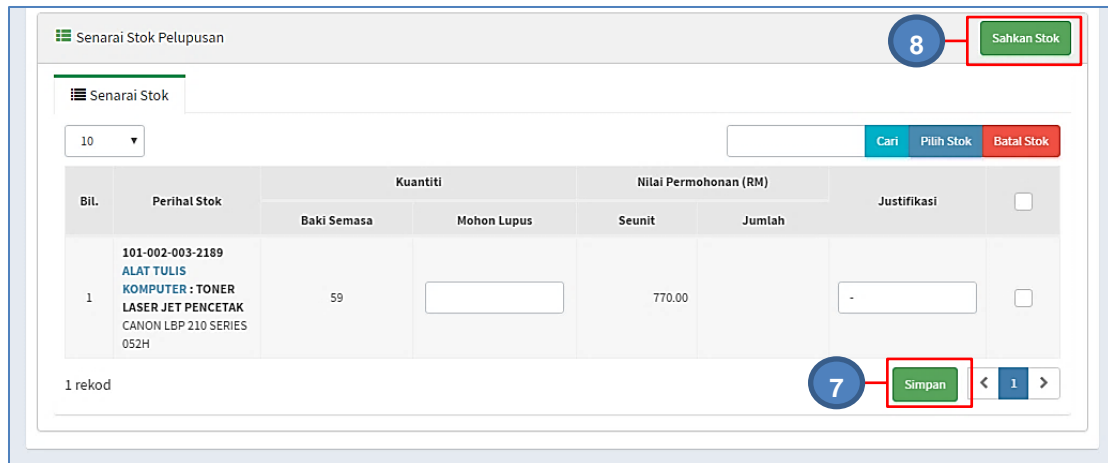 Senarai Stok Pelupusan
8
Sahkan Stok
Senarai Stok
10
Cari
Pilih Stok
Batal Stok
Bil.
Perihal Stok
Kuantiti
Nilai Permohonan (RM)
Justifikasi
Baki Semasa
Mohon Lupus
Seunit
Jumlah
1
101-002-003-2189
ALAT TULIS
KOMPUTER : TONER
LASER JET PENCETAK
CANON LBP 210 SERIES
052H
59
770.00
-
1 rekod
7
Simpan
< 1 >